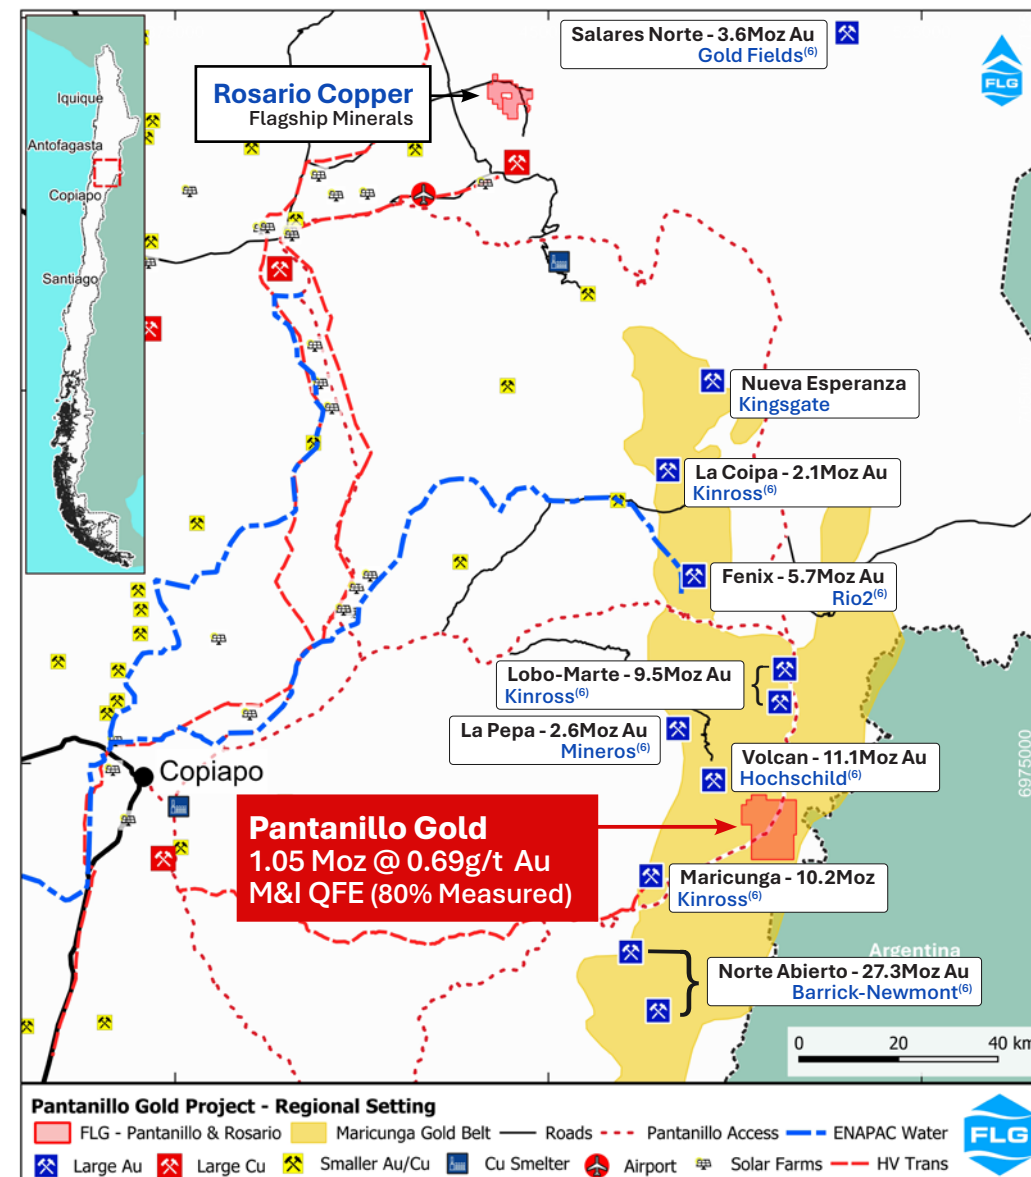 Salares Norte - 3.6Moz Au
Gold Fields(6)
FLG
Rosario Copper
Flagship Minerals
Iquique
Antofagasta
Copiapo
Santiago
Nueva Esperanza
Kingsgate
La Coipa - 2.1Moz Au
Kinross(6)
Fenix - 5.7Moz Au
Rio2(6)
Lobo-Marte - 9.5Moz Au
Kinross(6)
La Pepa - 2.6Moz Au
Mineros(6)
Volcan - 11.1Moz Au
Hochschild(6)
6975000
Copiapo
Pantanillo Gold
1.05 Moz @ 0.69g/t Au
M&I QFE (80% Measured)
Maricunga - 10.2Moz
Kinross(6)
Argentina
Norte Abierto - 27.3Moz Au
Barrick-Newmont(6)
0 20 40 km
Pantanillo Gold Project - Regional Setting
FLG - Pantanillo & Rosario Maricunga Gold Belt Roads Pantanillo Access ENAPAC Water
Large Au Large Cu Smaller Au/Cu Cu Smelter Airport Solar Farms HV Trans
FLG